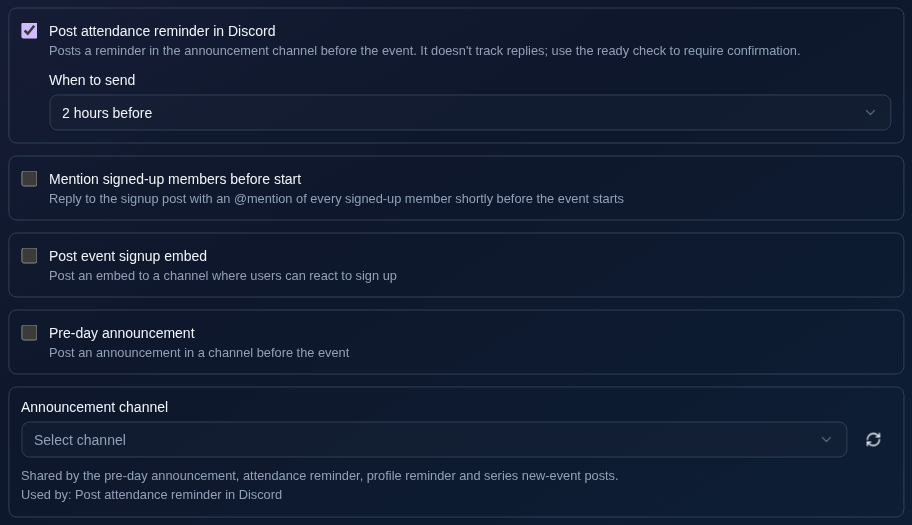 Post attendance reminder in Discord
Posts a reminder in the announcement channel before the event. It doesn't track replies; use the ready check to require confirmation.
When to send
2 hours before
Mention signed-up members before start
Reply to the signup post with an @mention of every signed-up member shortly before the event starts
Post event signup embed
Post an embed to a channel where users can react to sign up
Pre-day announcement
Post an announcement in a channel before the event
Announcement channel
Select channel
Shared by the pre-day announcement, attendance reminder, profile reminder and series new-event posts.
Used by: Post attendance reminder in Discord